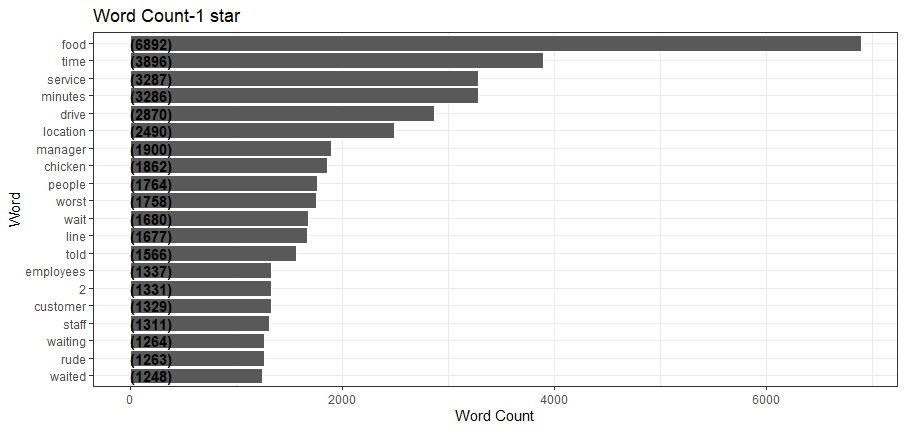 Word Count-1 star
food (6892)
time (3896)
service (3287)
minutes (3286)
drive (2870)
location (2490)
manager (1900)
chicken (1862)
people (1764)
worst (1758)
wait (1680)
line (1677)
told (1566)
employees (1337)
2 (1331)
customer (1329)
staff (1311)
waiting (1264)
rude (1263)
waited (1248)
Word
0 2000 4000 6000
Word Count